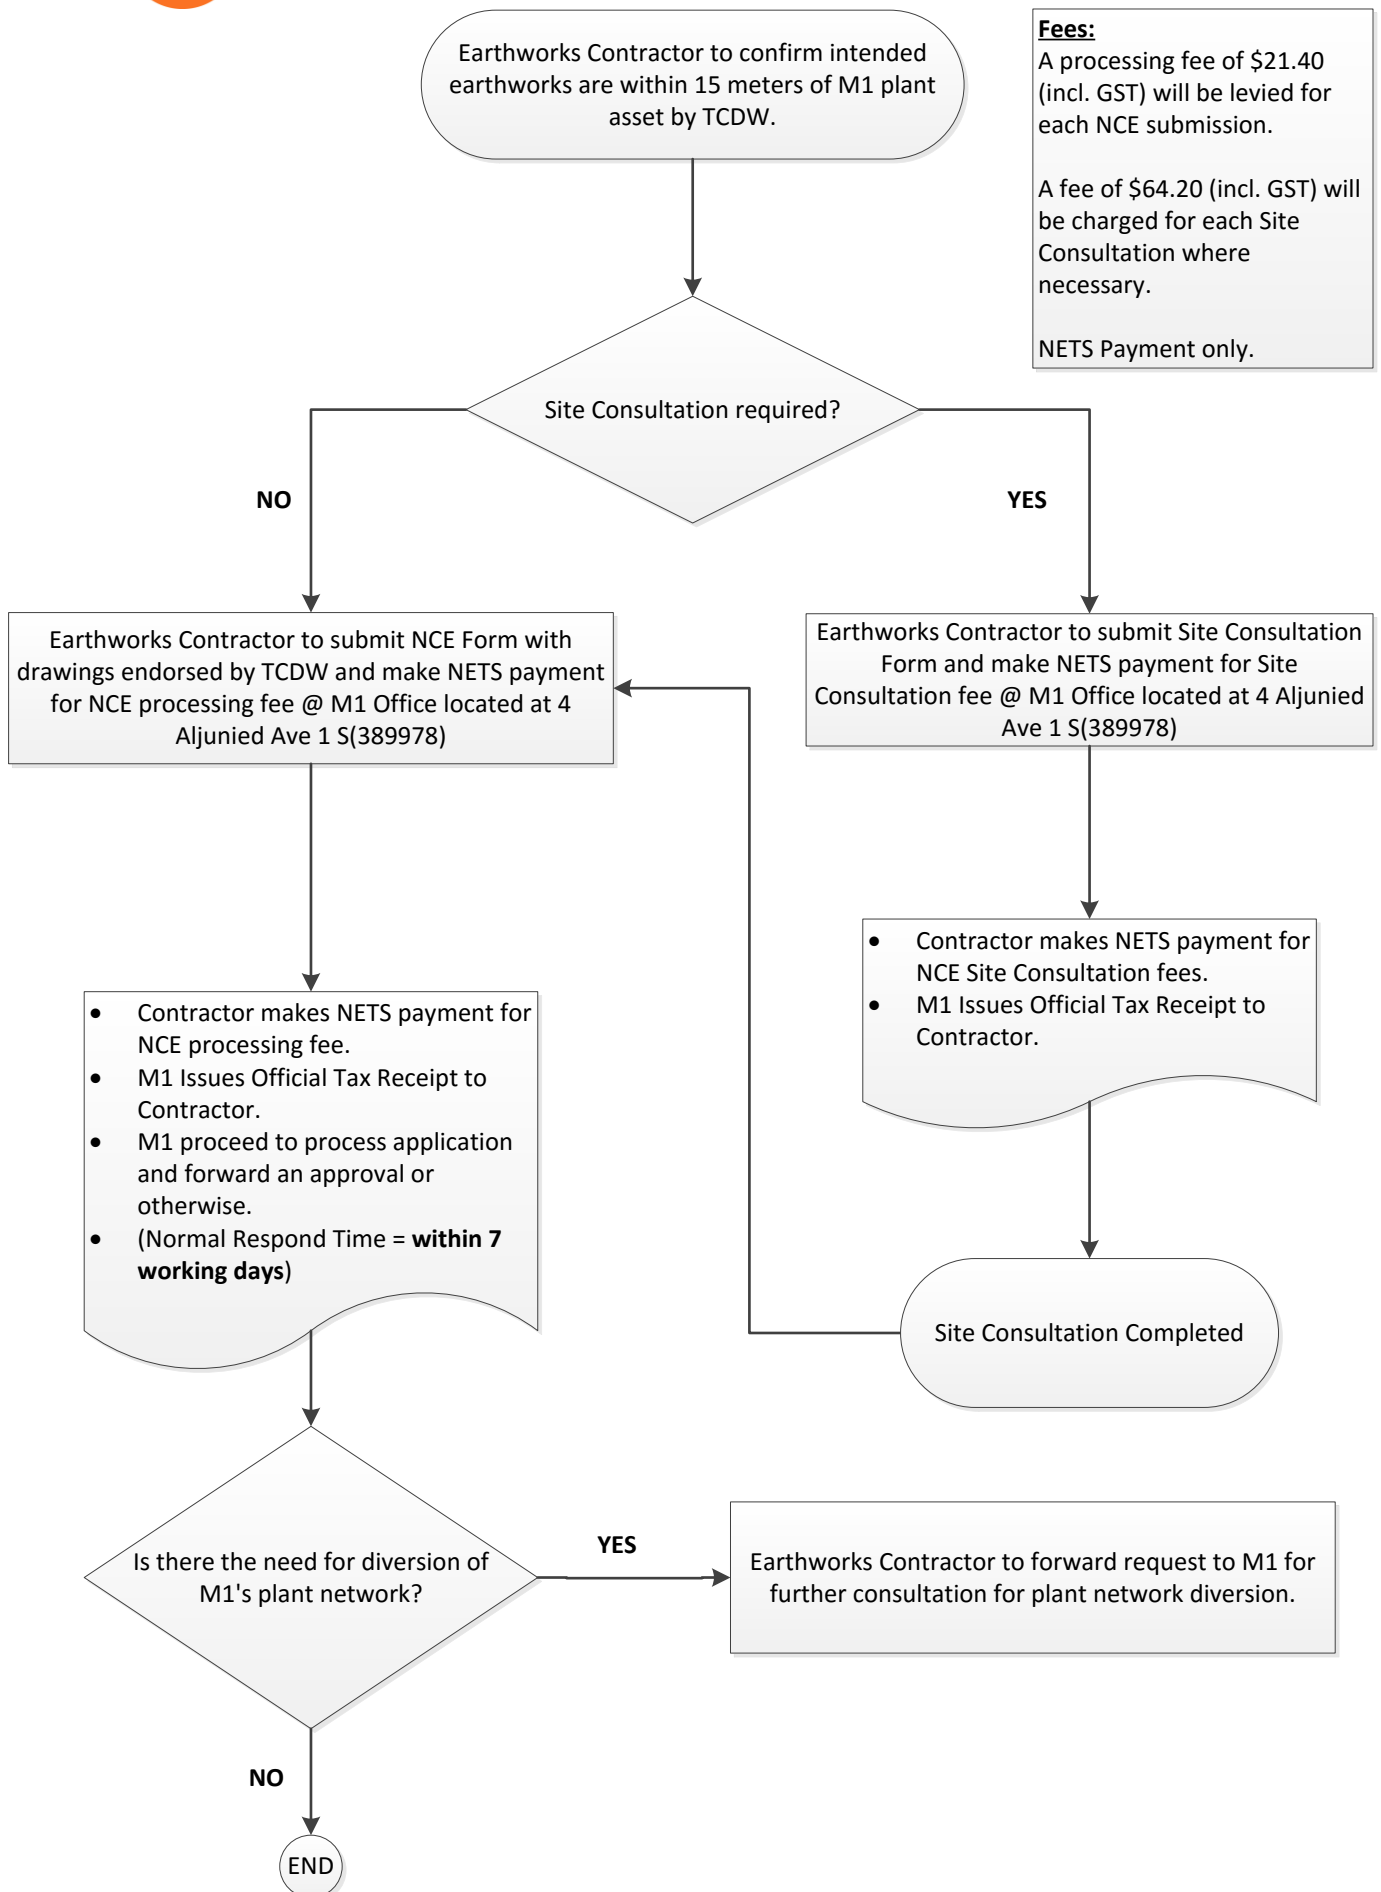 Earthworks Contractor to confirm intended
earthworks are within 15 meters of M1 plant
asset by TCDW.
Fees:
A processing fee of $21.40
(incl. GST) will be levied for
each NCE submission.
A fee of $64.20 (incl. GST) will
be charged for each Site
Consultation where
necessary.
NETS Payment only.
Site Consultation required?
NO
YES
Earthworks Contractor to submit NCE Form with
drawings endorsed by TCDW and make NETS payment
for NCE processing fee @ M1 Office located at 4
Aljunied Ave 1 S(389978)
Earthworks Contractor to submit Site Consultation
Form and make NETS payment for Site
Consultation fee @ M1 Office located at 4 Aljunied
Ave 1 S(389978)
• Contractor makes NETS payment for
NCE Site Consultation fees.
• M1 Issues Official Tax Receipt to
Contractor.
• Contractor makes NETS payment for
NCE processing fee.
• M1 Issues Official Tax Receipt to
Contractor.
• M1 proceed to process application
and forward an approval or
otherwise.
• (Normal Respond Time = within 7
working days)
Site Consultation Completed
Is there the need for diversion of
M1's plant network?
YES
Earthworks Contractor to forward request to M1 for
further consultation for plant network diversion.
NO
END